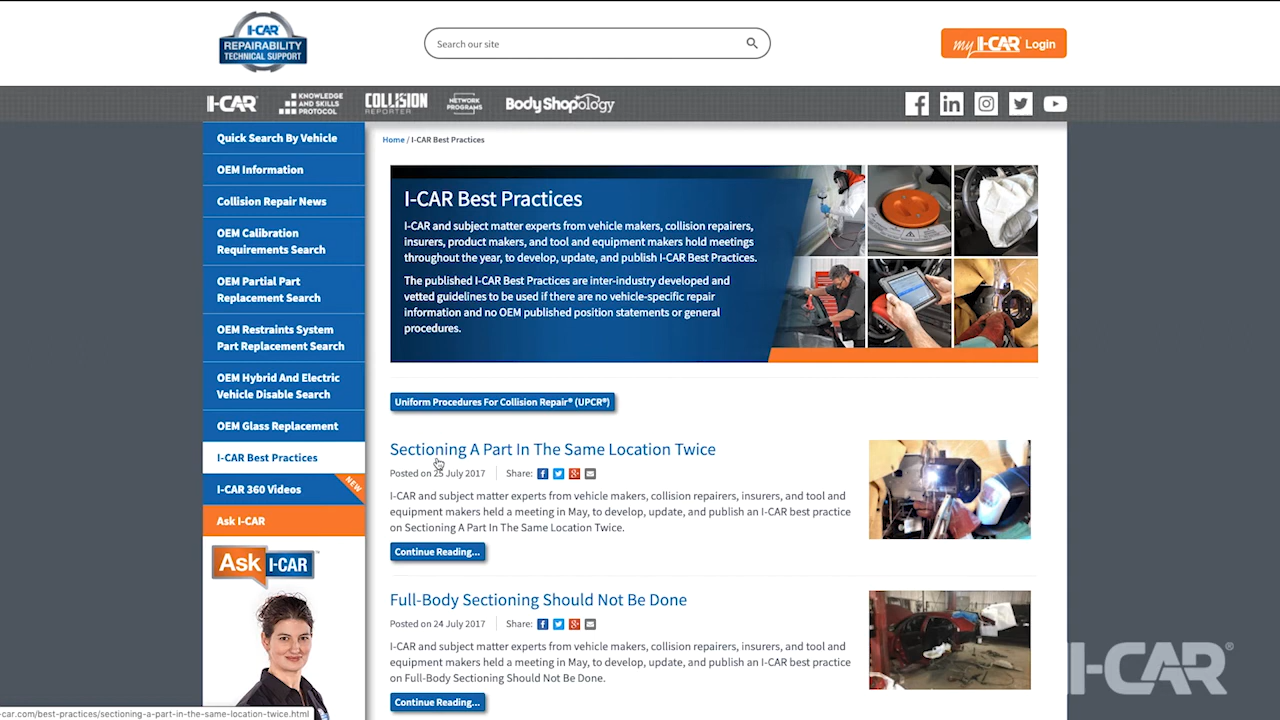 I-CAR
REPAIRABILITY
TECHNICAL SUPPORT
Search our site
my I-CAR Login
I-CAR
KNOWLEDGE
AND SKILLS
PROTOCOL
COLLISION
REPORTER
NETWORK
PROGRAMS
BodyShopology
Quick Search By Vehicle
OEM Information
Collision Repair News
OEM Calibration
Requirements Search
OEM Partial Part
Replacement Search
OEM Restraints System
Part Replacement Search
OEM Hybrid And Electric
Vehicle Disable Search
OEM Glass Replacement
I-CAR Best Practices
I-CAR 360 Videos
NEW
Ask I-CAR
Ask I-CAR
Home / I-CAR Best Practices
I-CAR Best Practices
I-CAR and subject matter experts from vehicle makers, collision repairers,
insurers, product makers, and tool and equipment makers hold meetings
throughout the year, to develop, update, and publish I-CAR Best Practices.
The published I-CAR Best Practices are inter-industry developed and
vetted guidelines to be used if there are no vehicle-specific repair
information and no OEM published position statements or general
procedures.
Uniform Procedures For Collision Repair® (UPCR®)
Sectioning A Part In The Same Location Twice
Posted on 25 July 2017 Share:
I-CAR and subject matter experts from vehicle makers, collision repairers, insurers, and tool and
equipment makers held a meeting in May, to develop, update, and publish an I-CAR best practice
on Sectioning A Part In The Same Location Twice.
Continue Reading...
Full-Body Sectioning Should Not Be Done
Posted on 24 July 2017 Share:
I-CAR and subject matter experts from vehicle makers, collision repairers, insurers, and tool and
equipment makers held a meeting in May, to develop, update, and publish an I-CAR best practice
on Full-Body Sectioning Should Not Be Done.
Continue Reading...
I-CAR®
-car.com/best-practices/sectioning-a-part-in-the-same-location-twice.html